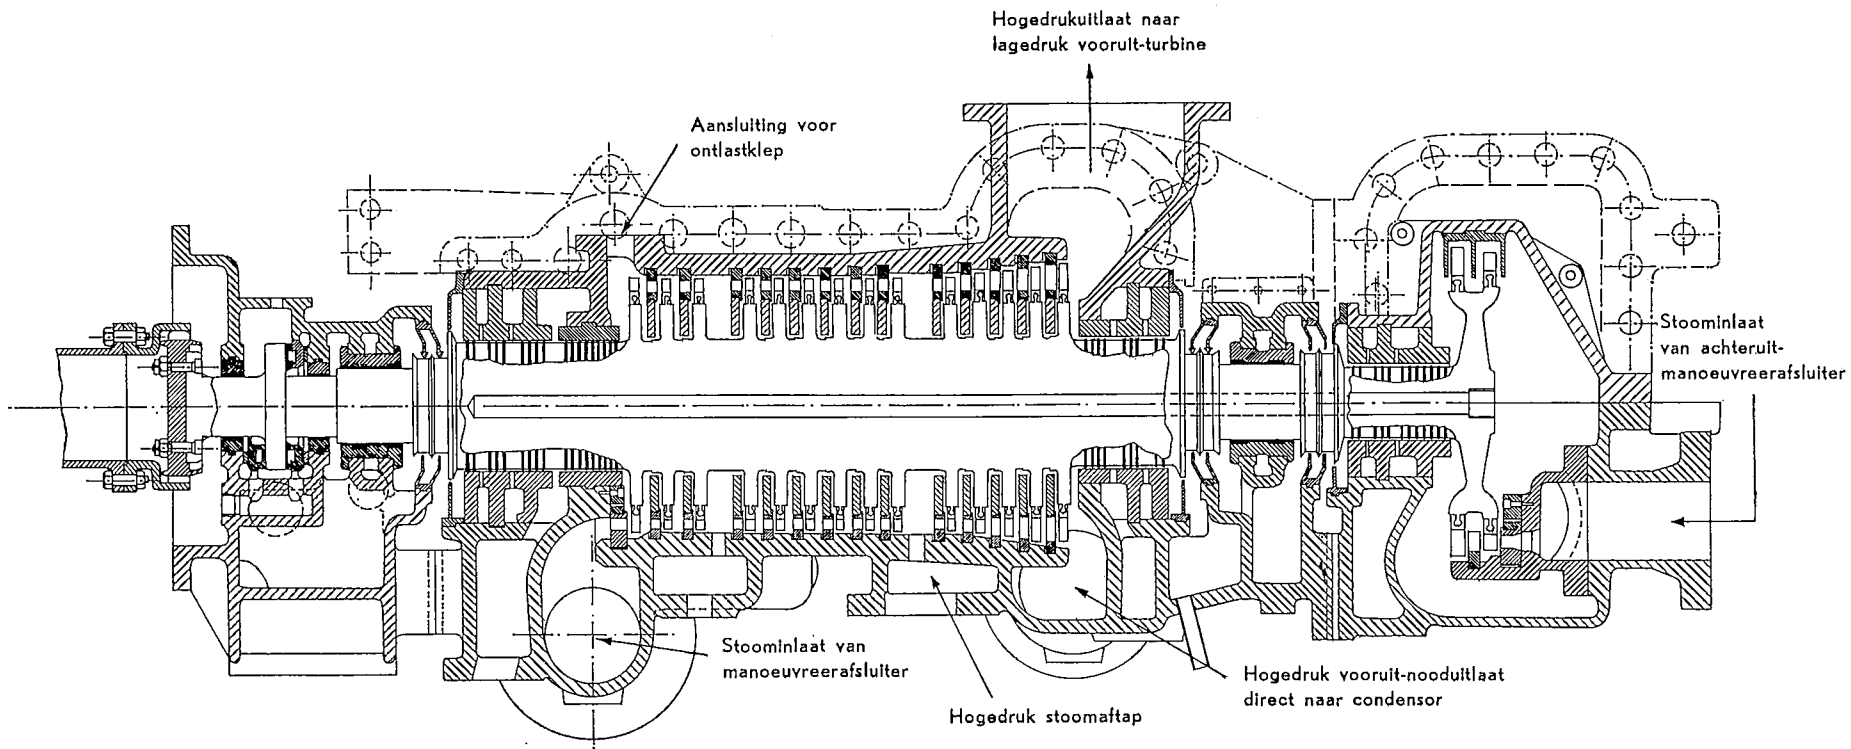 Hogedrukuitlaat naar
lagedruk vooruit-turbine
Aansluiting voor
ontlastklep
Stoominlaat
van achteruit-
manoeuvreerafsluiter
Stoominlaat van
manoeuvreerafsluiter
Hogedruk vooruit-nooduitlaat
direct naar condensor
Hogedruk stoomaftap